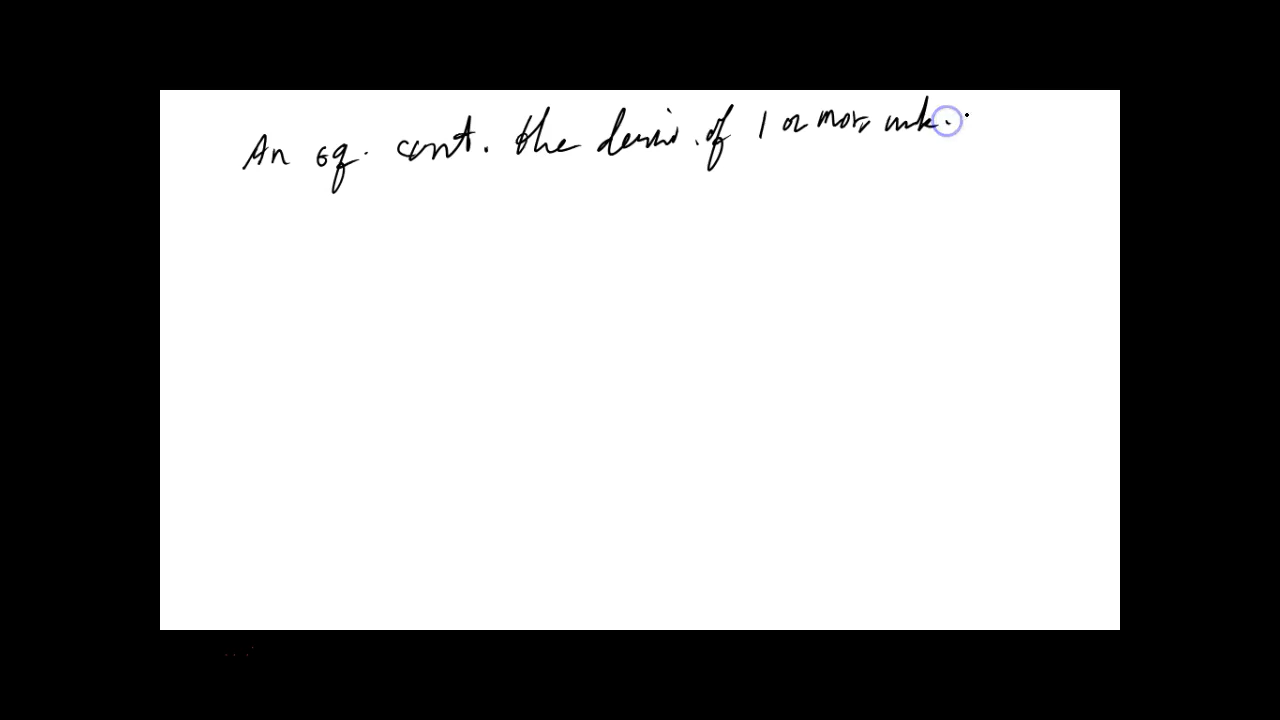 An eq. cont. the deriv. of 1 or more unk.